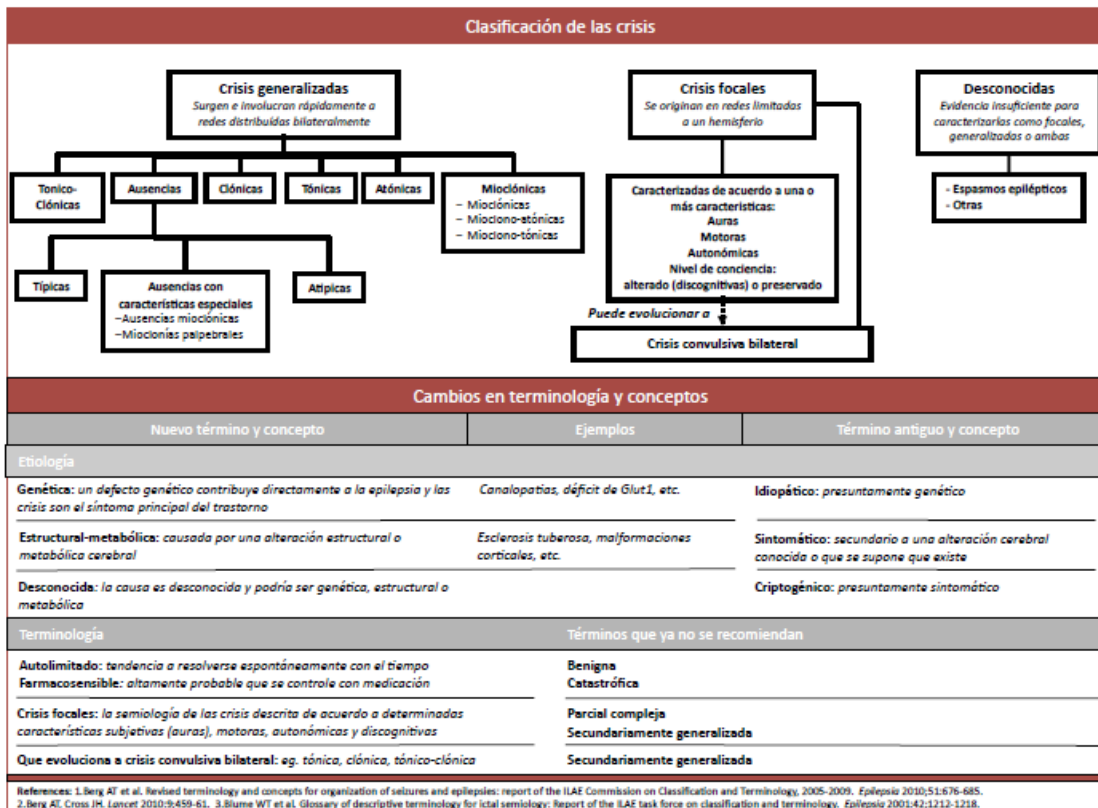 Clasificación de las crisis
Crisis generalizadas
Surgen e involucran rápidamente a
redes distribuídas bilateralmente
Crisis focales
Se originan en redes limitadas
a un hemisferio
Desconocidas
Evidencia insuficiente para
caracterizarlas como focales,
generalizadas o ambas
Tonico-
Clónicas
Ausencias
Clónicas
Tónicas
Atónicas
Mioclónicas
– Mioclónicas
– Mioclono-atónicas
– Mioclono-tónicas
Caracterizadas de acuerdo a una o
más características:
Auras
Motoras
Autonómicas
Nivel de conciencia:
alterado (discognitivas) o preservado
- Espasmos epilépticos
- Otras
Típicas
Ausencias con
características especiales
–Ausencias mioclónicas
–Mioclonías palpebrales
Atipicas
Puede evolucionar a
Crisis convulsiva bilateral
Cambios en terminología y conceptos
Nuevo término y concepto
Ejemplos
Término antiguo y concepto
Etiología
Genética: un defecto genético contribuye directamente a la epilepsia y las
crisis son el síntoma principal del trastorno
Canalopatias, déficit de Glut1, etc.
Idiopático: presuntamente genético
Estructural-metabólica: causada por una alteración estructural o
metabólica cerebral
Esclerosis tuberosa, malformaciones
corticales, etc.
Sintomático: secundario a una alteración cerebral
conocida o que se supone que existe
Desconocida: la causa es desconocida y podría ser genética, estructural o
metabólica
Criptogénico: presuntamente sintomático
Terminología
Términos que ya no se recomiendan
Autolimitado: tendencia a resolverse espontáneamente con el tiempo
Farmacosensible: altamente probable que se controle con medicación
Benigna
Catastrófica
Crisis focales: la semiología de las crisis descrita de acuerdo a determinadas
características subjetivas (auras), motoras, autonómicas y discognitivas
Parcial compleja
Secundariamente generalizada
Que evoluciona a crisis convulsiva bilateral: eg. tónica, clónica, tónico-clónica
Secundariamente generalizada
References: 1.Berg AT et al. Revised terminology and concepts for organization of seizures and epilepsies: report of the ILAE Commission on Classification and Terminology, 2005-2009. Epilepsia 2010;51:676-685.
2.Berg AT, Cross JH. Lancet 2010:9:459-61. 3.Blume WT et al. Glossary of descriptive terminology for ictal semiology: Report of the ILAE task force on classification and terminology. Epilepsia 2001:42:1212-1218.